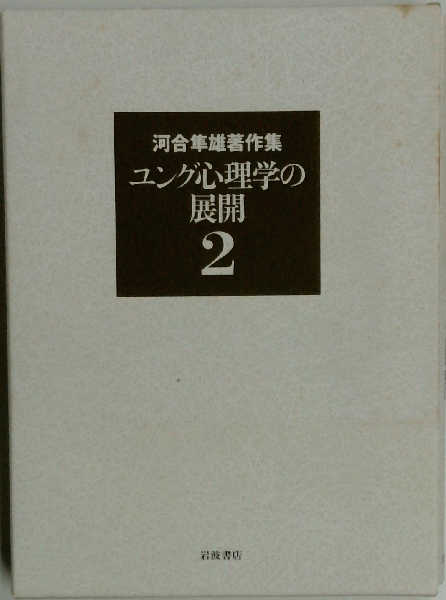 河合隼雄著作集
ユング心理学の
展開
2
岩波書店